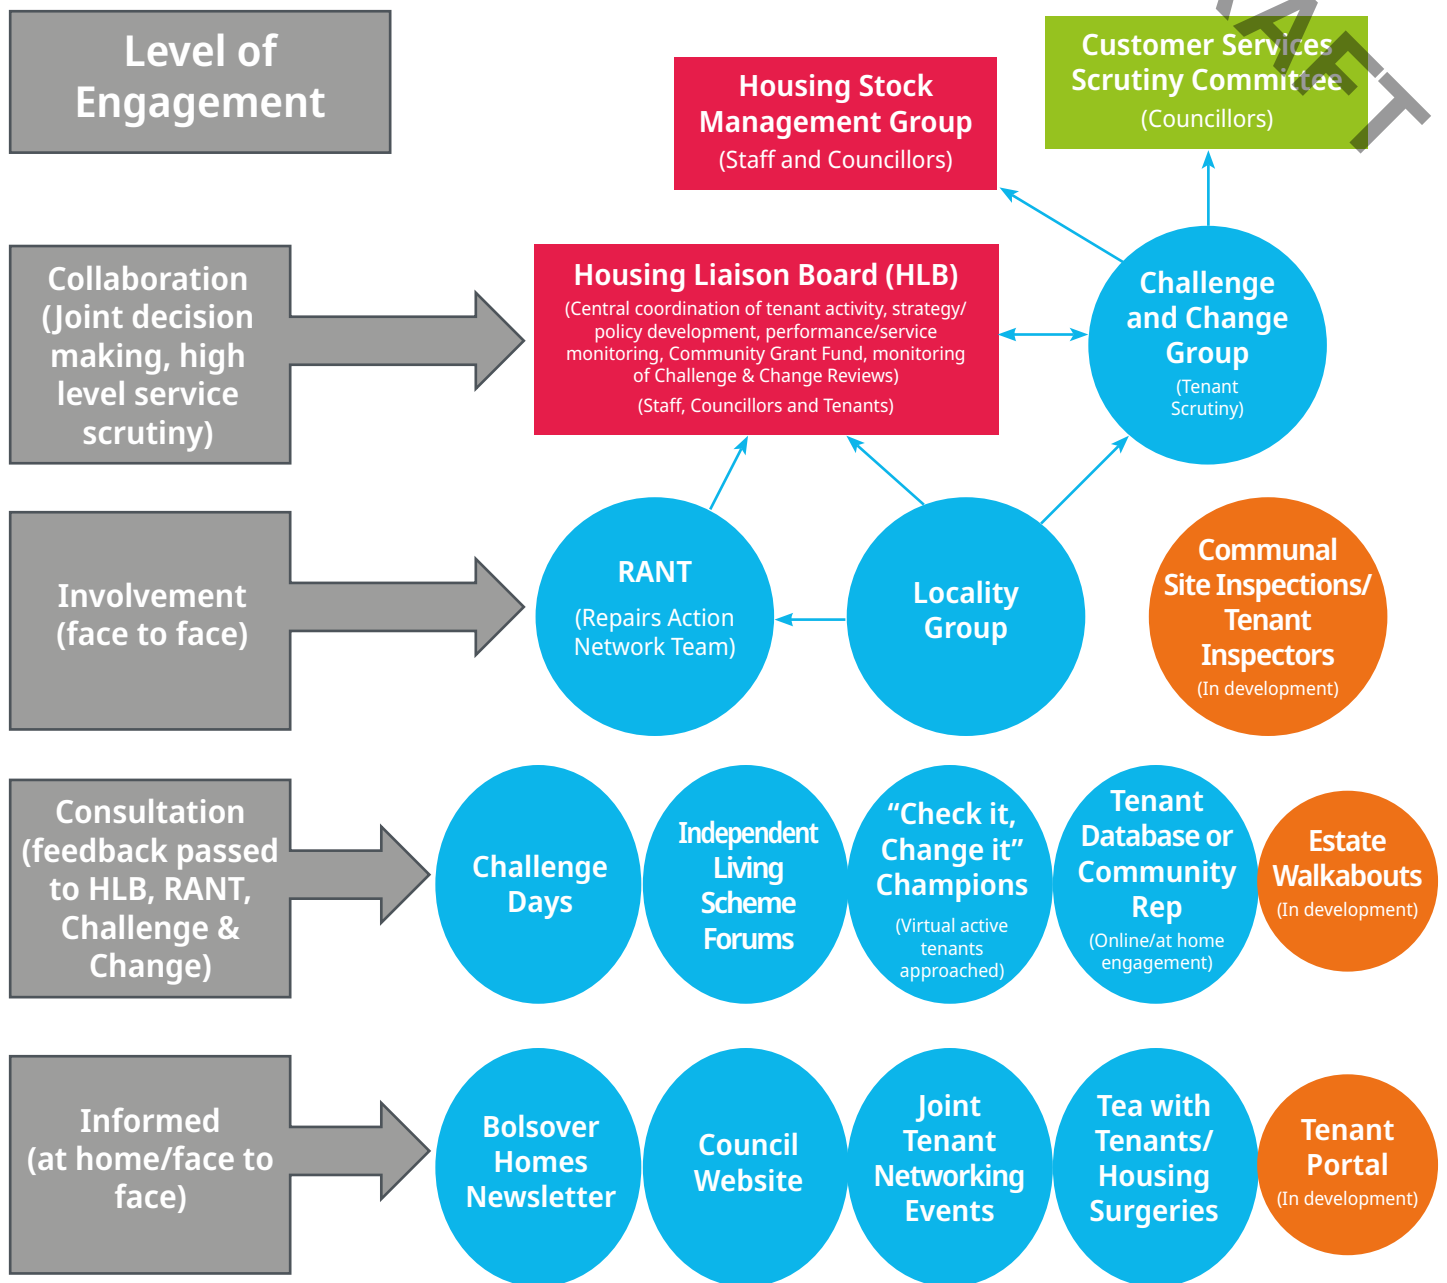 Level of
Engagement
Housing Stock
Management Group
(Staff and Councillors)
Customer Services
Scrutiny Committee
(Councillors)
Collaboration
(Joint decision
making, high
level service
scrutiny)
Housing Liaison Board (HLB)
(Central coordination of tenant activity, strategy/
policy development, performance/service
monitoring, Community Grant Fund, monitoring
of Challenge & Change Reviews)
(Staff, Councillors and Tenants)
Challenge
and Change
Group
(Tenant
Scrutiny)
Involvement
(face to face)
RANT
(Repairs Action
Network Team)
Locality
Group
Communal
Site Inspections/
Tenant
Inspectors
(In development)
Consultation
(feedback passed
to HLB, RANT,
Challenge &
Change)
Challenge
Days
Independent
Living
Scheme
Forums
“Check it,
Change it”
Champions
(Virtual active
tenants
approached)
Tenant
Database or
Community
Rep
(Online/at home
engagement)
Estate
Walkabouts
(In development)
Informed
(at home/face to
face)
Bolsover
Homes
Newsletter
Council
Website
Joint
Tenant
Networking
Events
Tea with
Tenants/
Housing
Surgeries
Tenant
Portal
(In development)